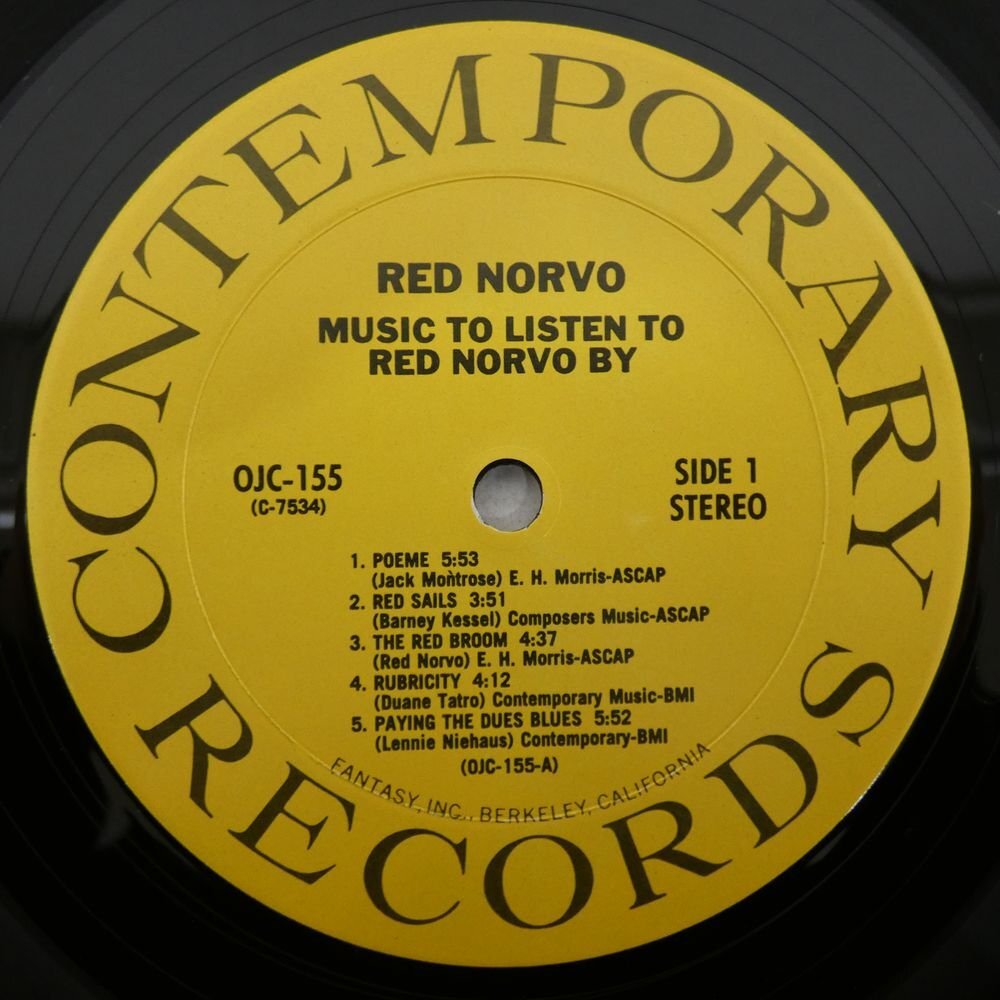 CONTEMPORARY
RED NORVO
MUSIC TO LISTEN TO
RED NORVO BY
OJC-155
(C-7534)
SIDE 1
STEREO
1. POEME 5:53
(Jack Montrose) E. H. Morris-ASCAP
2. RED SAILS 3:51
(Barney Kessel) Composers Music-ASCAP
3. THE RED BROOM 4:37
(Red Norvo) E. H. Morris-ASCAP
4. RUBRICITY 4:12
(Duane Tatro) Contemporary Music-BMI
5. PAYING THE DUES BLUES 5:52
(Lennie Niehaus) Contemporary-BMI
(OJC-155-A)
FANTASY, INC., BERKELEY, CALIFORNIA
RECORDS